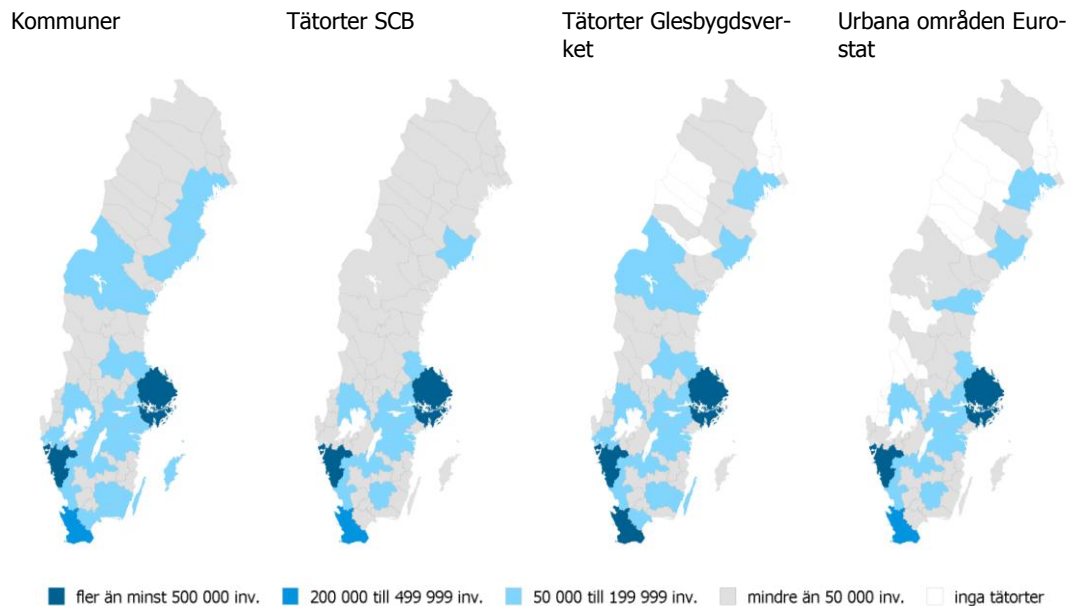 Kommuner
Tätorter SCB
Tätorter Glesbygdsver-
ket
Urbana områden Euro-
stat
fler än minst 500 000 inv.
200 000 till 499 999 inv.
50 000 till 199 999 inv.
mindre än 50 000 inv.
inga tätorter